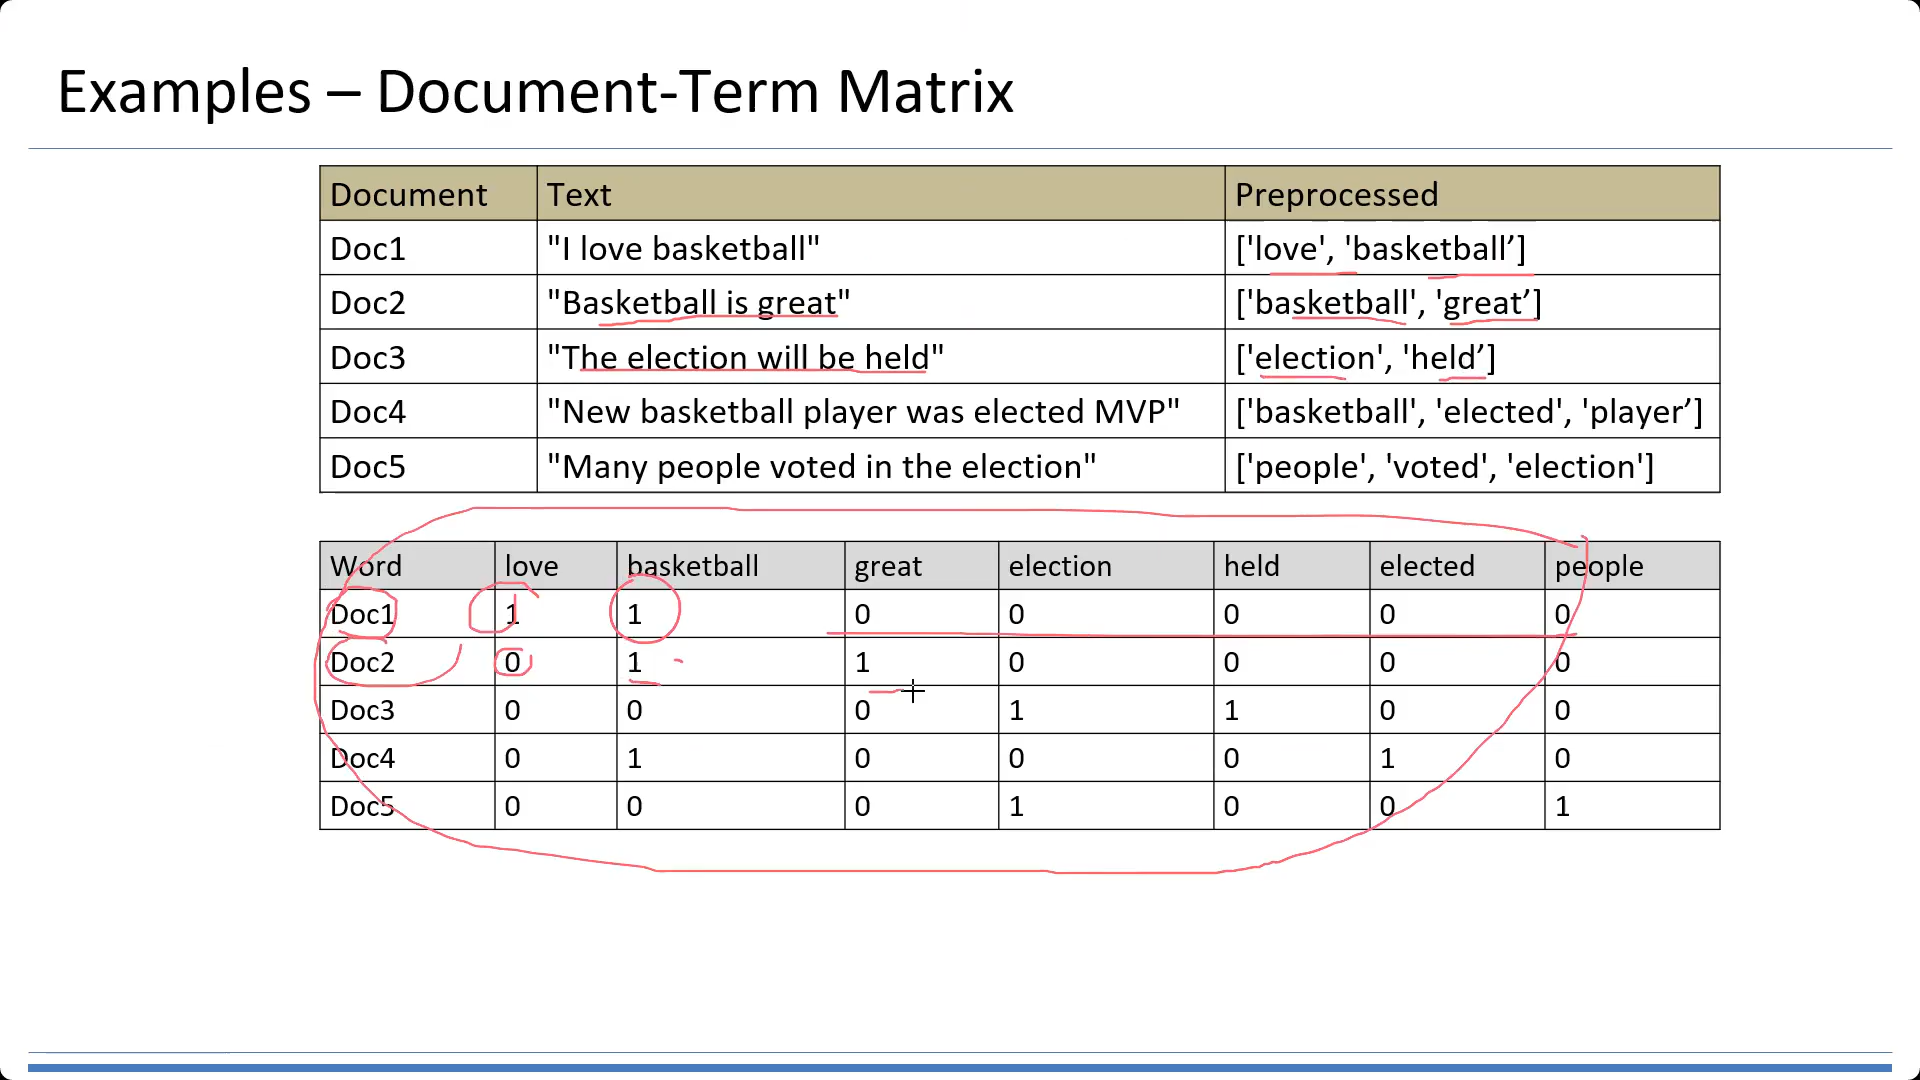 Examples – Document-Term Matrix
Document Text Preprocessed
Doc1 "I love basketball" ['love', 'basketball’]
Doc2 "Basketball is great" ['basketball', 'great’]
Doc3 "The election will be held" ['election', 'held’]
Doc4 "New basketball player was elected MVP" ['basketball', 'elected', 'player’]
Doc5 "Many people voted in the election" ['people', 'voted', 'election']
Word love basketball great election held elected people
Doc1 1 1 0 0 0 0 0
Doc2 0 1 1 0 0 0 0
Doc3 0 0 0 1 1 0 0
Doc4 0 1 0 0 0 1 0
Doc5 0 0 0 1 0 0 1